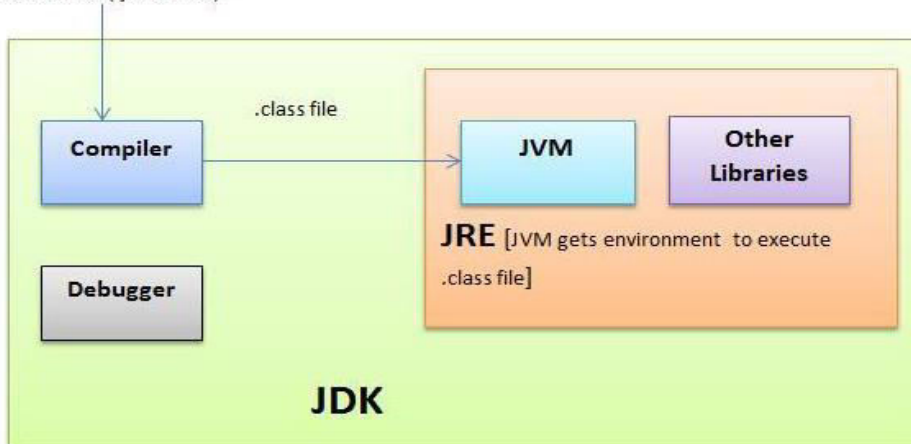 .class file
Compiler
JVM
Other
Libraries
JRE [JVM gets environment to execute
.class file]
Debugger
JDK